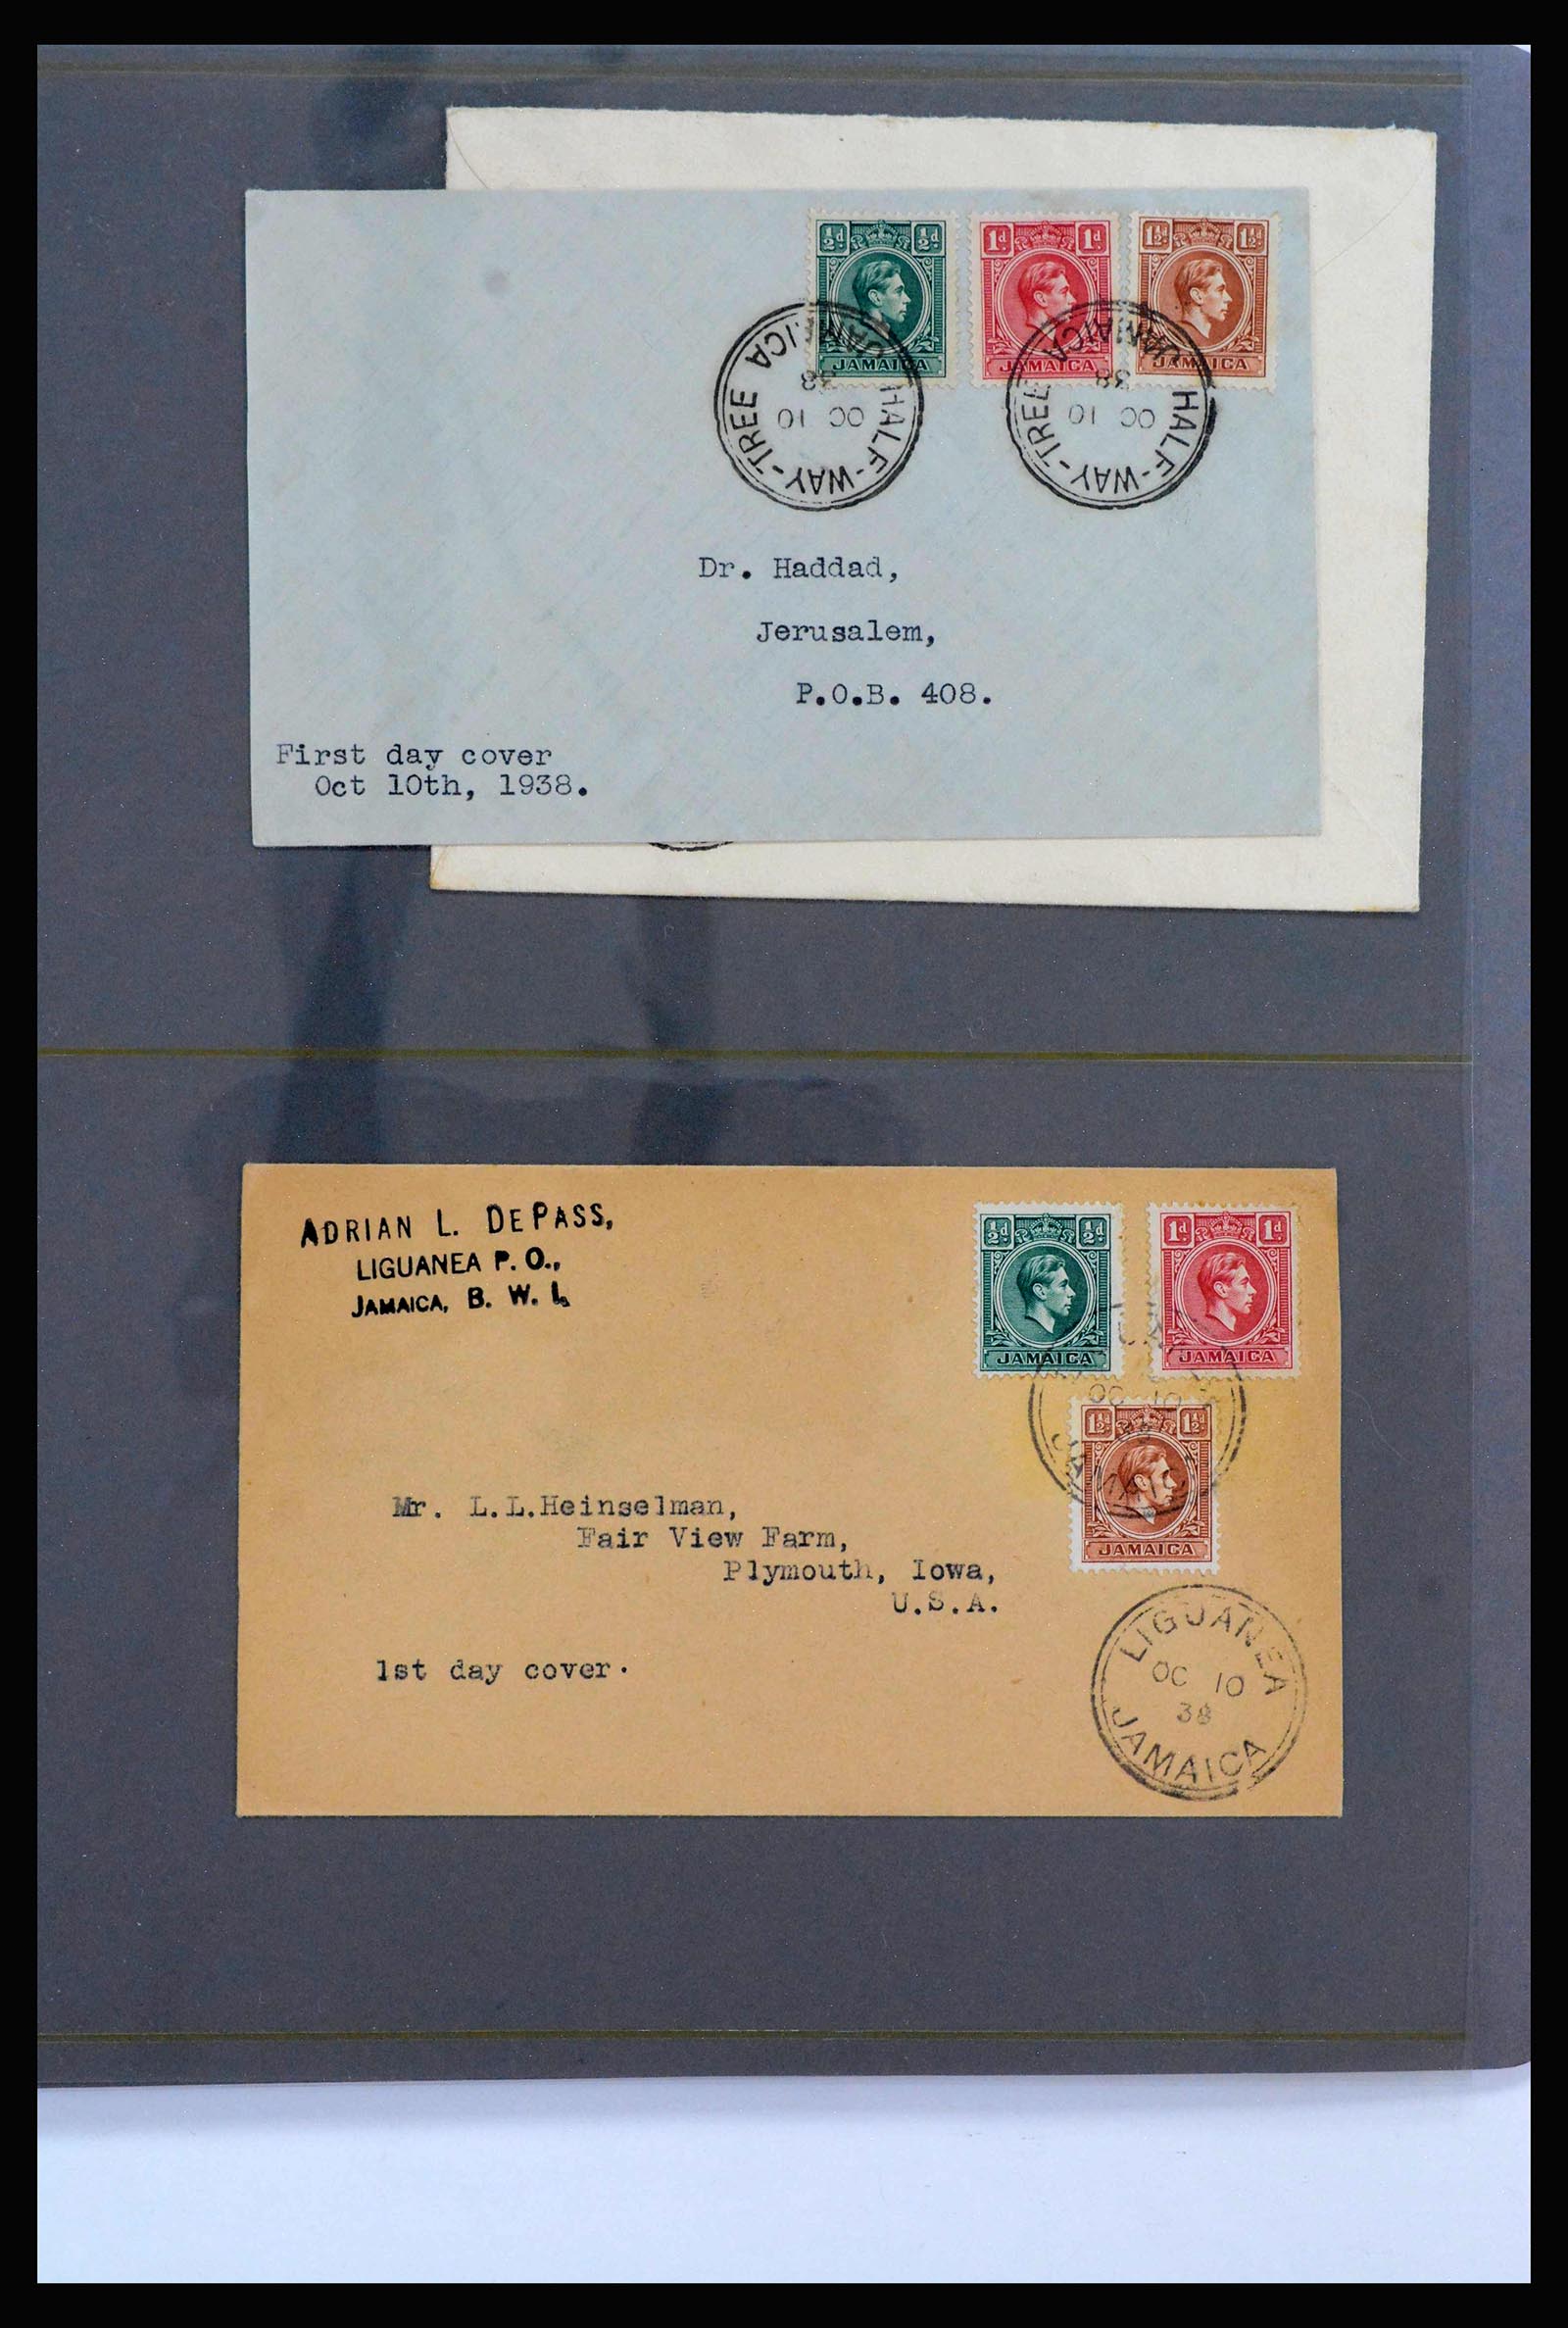 ½d ½d
JAMAICA
1d 1d
JAMAICA
1½d 1½d
JAMAICA
HALF-WAY-TREE
JAMAICA
OC 10
38
HALF-WAY-TREE
JAMAICA
OC 10
38
Dr. Haddad,
Jerusalem,
P.O.B. 408.
First day cover
Oct 10th, 1938.
ADRIAN L. DEPASS,
LIGUANEA P. O.,
JAMAICA, B. W. I.
½d ½d
JAMAICA
1d 1d
JAMAICA
OC 10
JAMAICA
1½d 1½d
JAMAICA
Mr. L.L.Heinselman,
Fair View Farm,
Plymouth, Iowa,
U.S.A.
1st day cover.
LIGUANEA
OC 10
38
JAMAICA